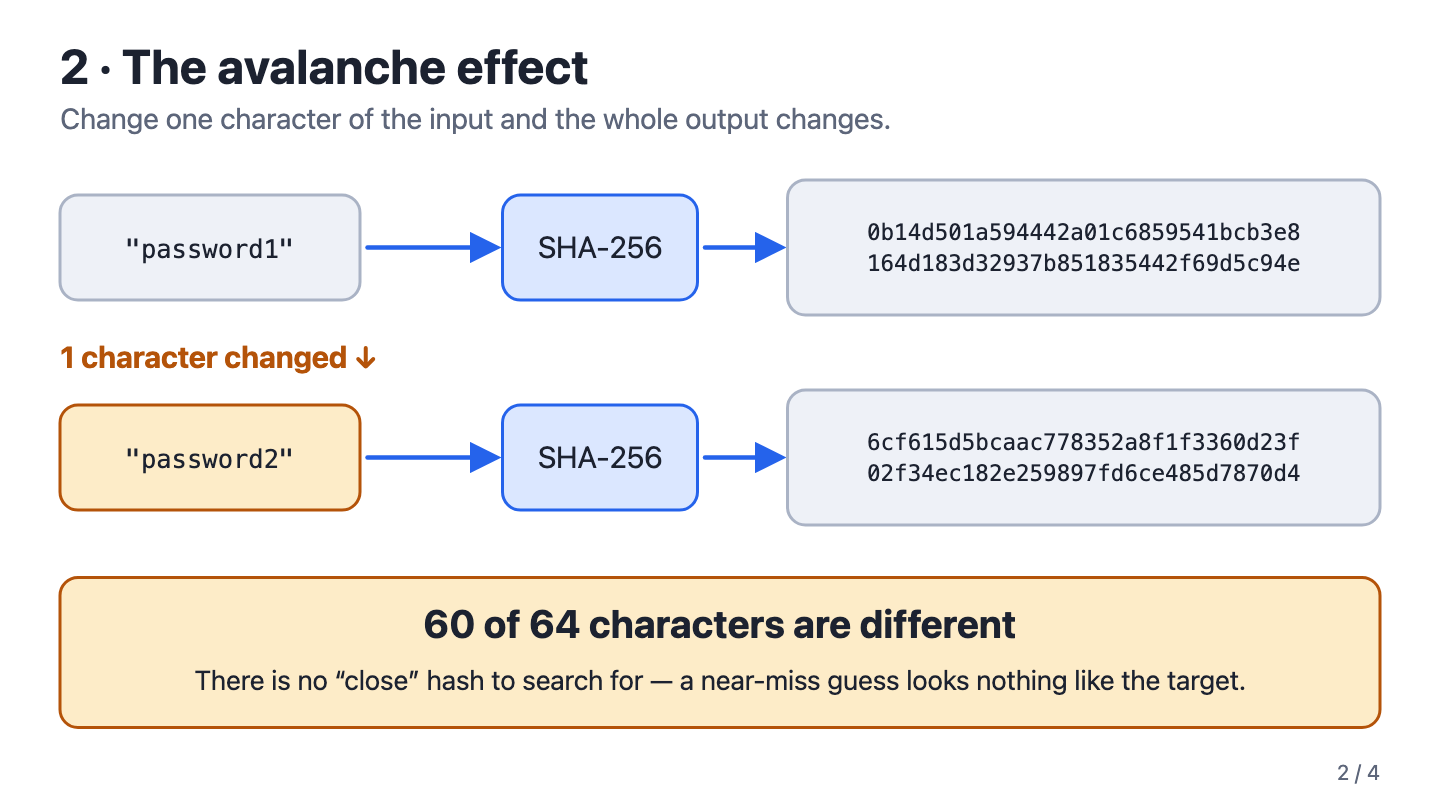 2 · The avalanche effect
Change one character of the input and the whole output changes.
"password1"
SHA-256
0b14d501a594442a01c6859541bcb3e8
164d183d32937b851835442f69d5c94e
1 character changed ↓
"password2"
SHA-256
6cf615d5bcaac778352a8f1f3360d23f
02f34ec182e259897fd6ce485d7870d4
60 of 64 characters are different
There is no “close” hash to search for — a near-miss guess looks nothing like the target.
2 / 4